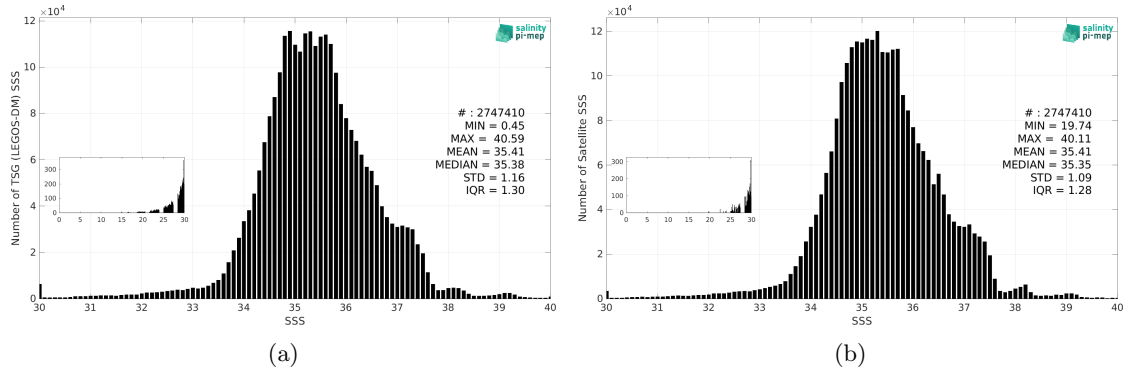 ×10⁴
12
10
8
6
4
2
0
Number of TSG (LEGOS-DM) SSS
salinity
pi-mep
# : 2747410
MIN = 0.45
MAX = 40.59
MEAN = 35.41
MEDIAN = 35.38
STD = 1.16
IQR = 1.30
300
200
100
0
0 5 10 15 20 25 30
30 31 32 33 34 35 36 37 38 39 40
SSS
(a)
×10⁴
12
10
8
6
4
2
0
Number of Satellite SSS
salinity
pi-mep
# : 2747410
MIN = 19.74
MAX = 40.11
MEAN = 35.41
MEDIAN = 35.35
STD = 1.09
IQR = 1.28
300
200
100
0
0 5 10 15 20 25 30
30 31 32 33 34 35 36 37 38 39 40
SSS
(b)